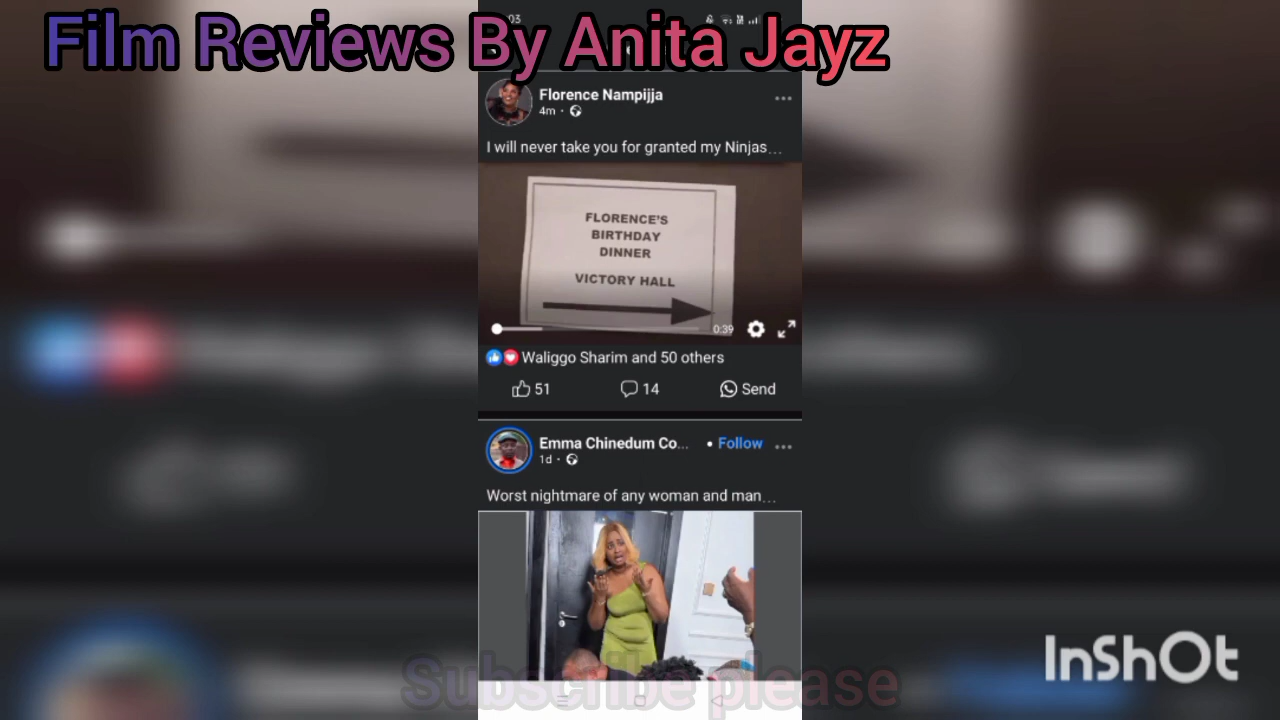 Film Reviews By Anita Jayz
Florence Nampijja
4m ·
I will never take you for granted my Ninjas...
FLORENCE'S
BIRTHDAY
DINNER
VICTORY HALL
0:39
Waliggo Sharim and 50 others
51 14 Send
Emma Chinedum Co... • Follow
1d ·
Worst nightmare of any woman and man...
InShOt
Subscribe please